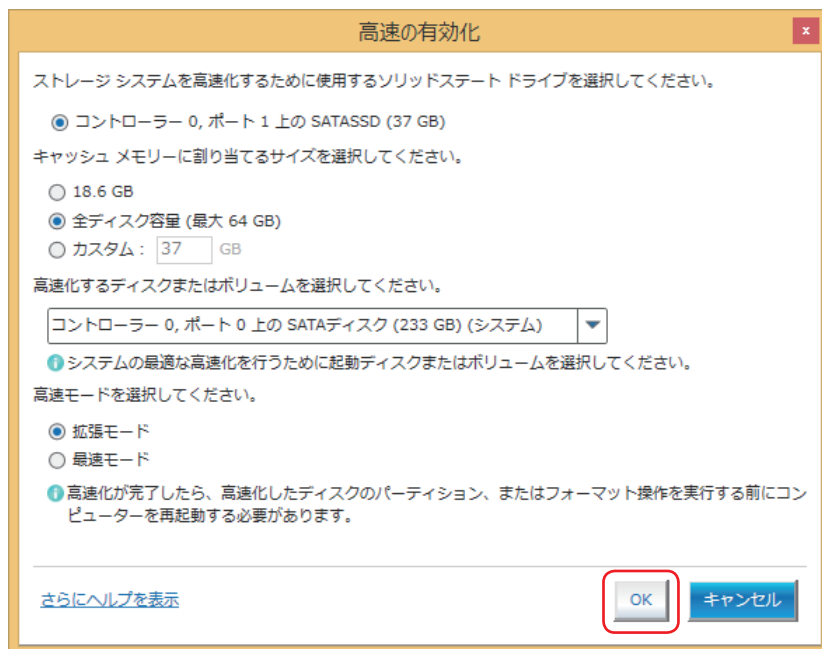 高速の有効化
x
ストレージ システムを高速化するために使用するソリッドステート ドライブを選択してください。
コントローラー 0, ポート 1 上の SATASSD (37 GB)
キャッシュ メモリーに割り当てるサイズを選択してください。
18.6 GB
全ディスク容量 (最大 64 GB)
カスタム : 37 GB
高速化するディスクまたはボリュームを選択してください。
コントローラー 0, ポート 0 上の SATAディスク (233 GB) (システム)
システムの最適な高速化を行うために起動ディスクまたはボリュームを選択してください。
高速モードを選択してください。
拡張モード
最速モード
高速化が完了したら、高速化したディスクのパーティション、またはフォーマット操作を実行する前にコン
ピューターを再起動する必要があります。
さらにヘルプを表示
OK
キャンセル